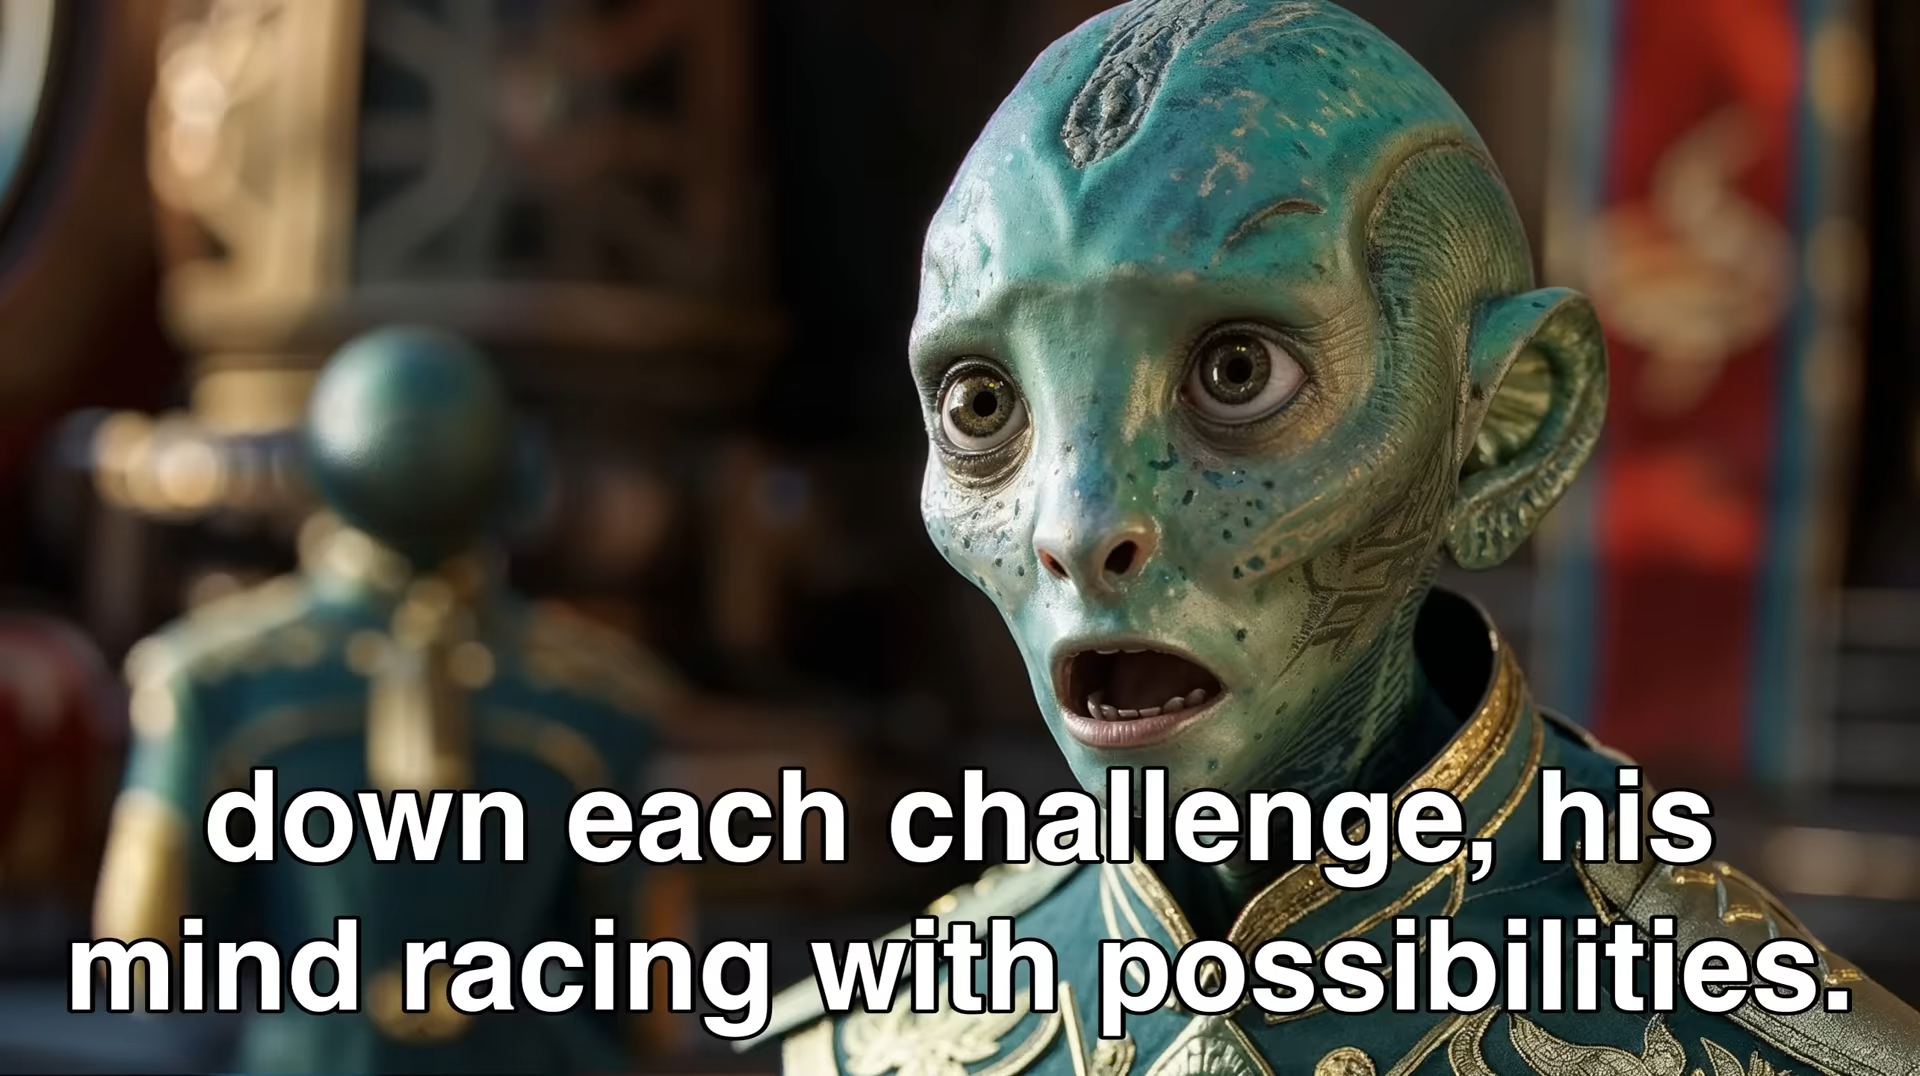 down each challenge, his
mind racing with possibilities.